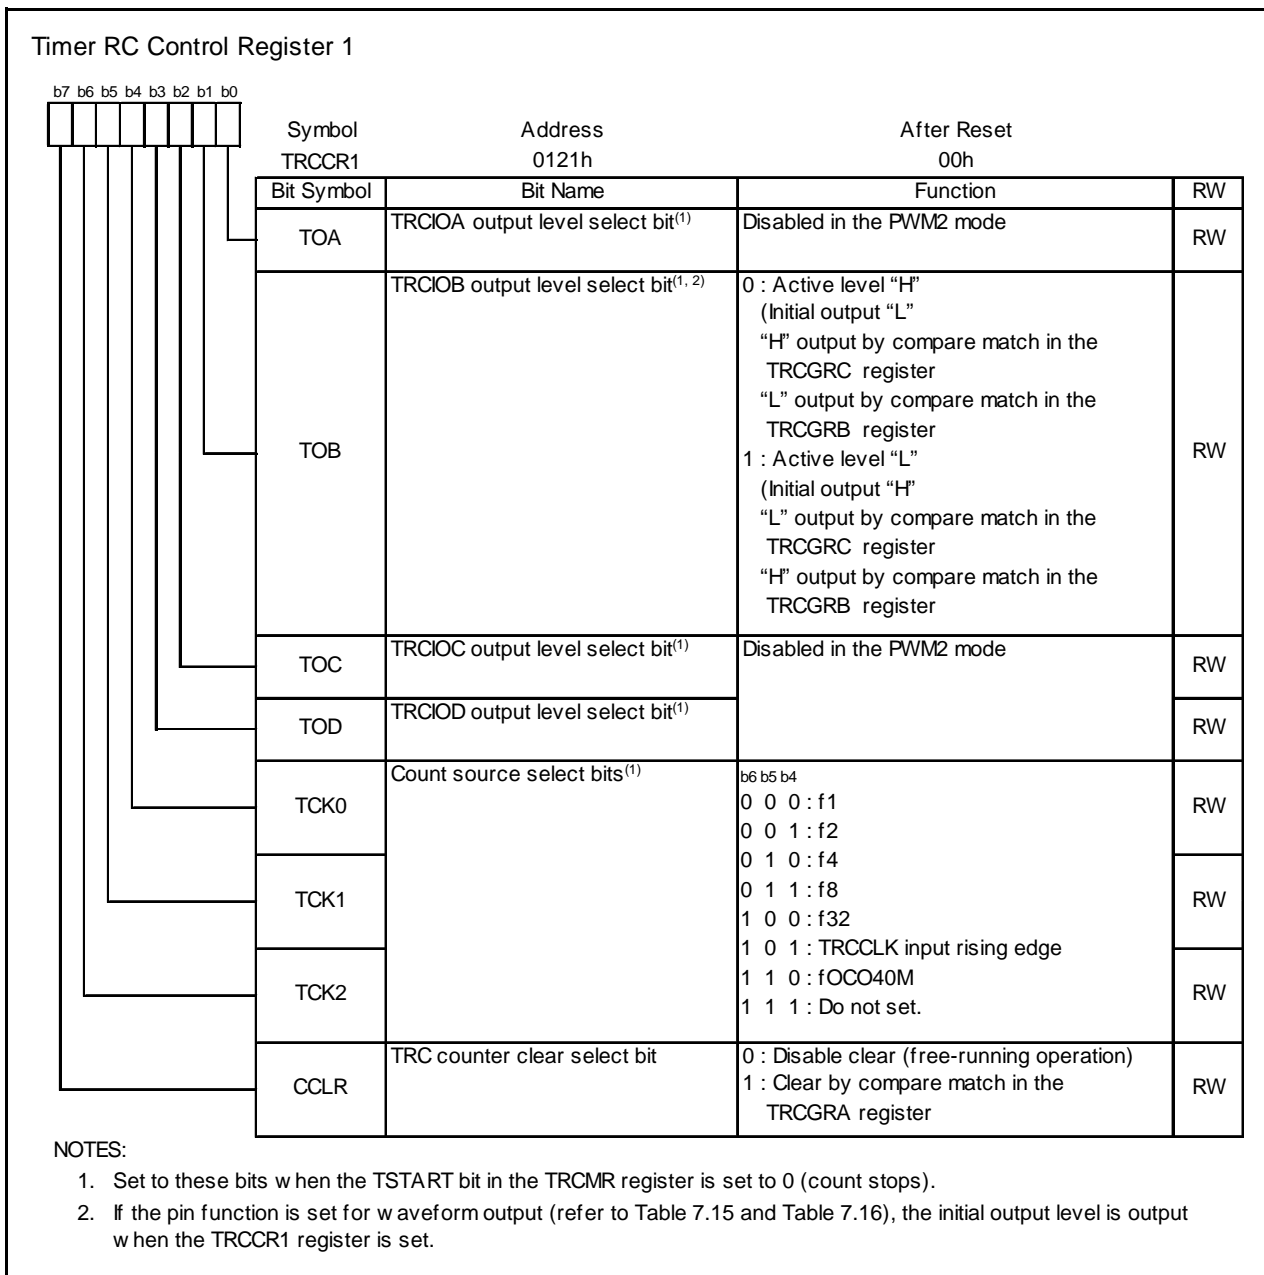 Timer RC Control Register 1
b7 b6 b5 b4 b3 b2 b1 b0
Symbol Address After Reset
TRCCR1 0121h 00h
Bit Symbol Bit Name Function RW
TOA TRCIOA output level select bit(1) Disabled in the PWM2 mode RW
TOB TRCIOB output level select bit(1, 2) 0 : Active level “H” RW
(Initial output “L”
“H” output by compare match in the
TRCGRC register
“L” output by compare match in the
TRCGRB register
1 : Active level “L”
(Initial output “H”
“L” output by compare match in the
TRCGRC register
“H” output by compare match in the
TRCGRB register
TOC TRCIOC output level select bit(1) Disabled in the PWM2 mode RW
TOD TRCIOD output level select bit(1) RW
TCK0 Count source select bits(1) b6 b5 b4 RW
0 0 0 : f1
0 0 1 : f2
0 1 0 : f4
TCK1 0 1 1 : f8 RW
1 0 0 : f32
1 0 1 : TRCCLK input rising edge
TCK2 1 1 0 : fOCO40M RW
1 1 1 : Do not set.
CCLR TRC counter clear select bit 0 : Disable clear (free-running operation) RW
1 : Clear by compare match in the
TRCGRA register
NOTES:
1. Set to these bits when the TSTART bit in the TRCMR register is set to 0 (count stops).
2. If the pin function is set for waveform output (refer to Table 7.15 and Table 7.16), the initial output level is output
when the TRCCR1 register is set.